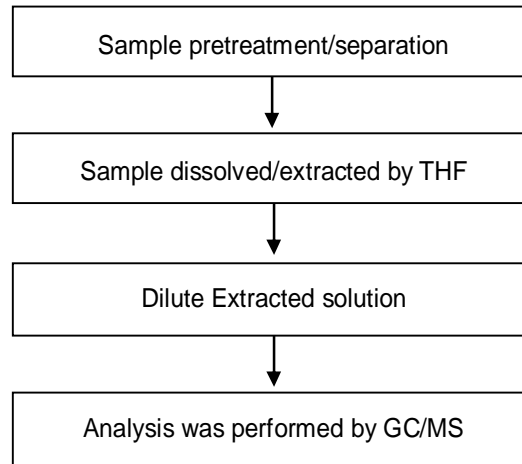 Sample pretreatment/separation
Sample dissolved/extracted by THF
Dilute Extracted solution
Analysis was performed by GC/MS